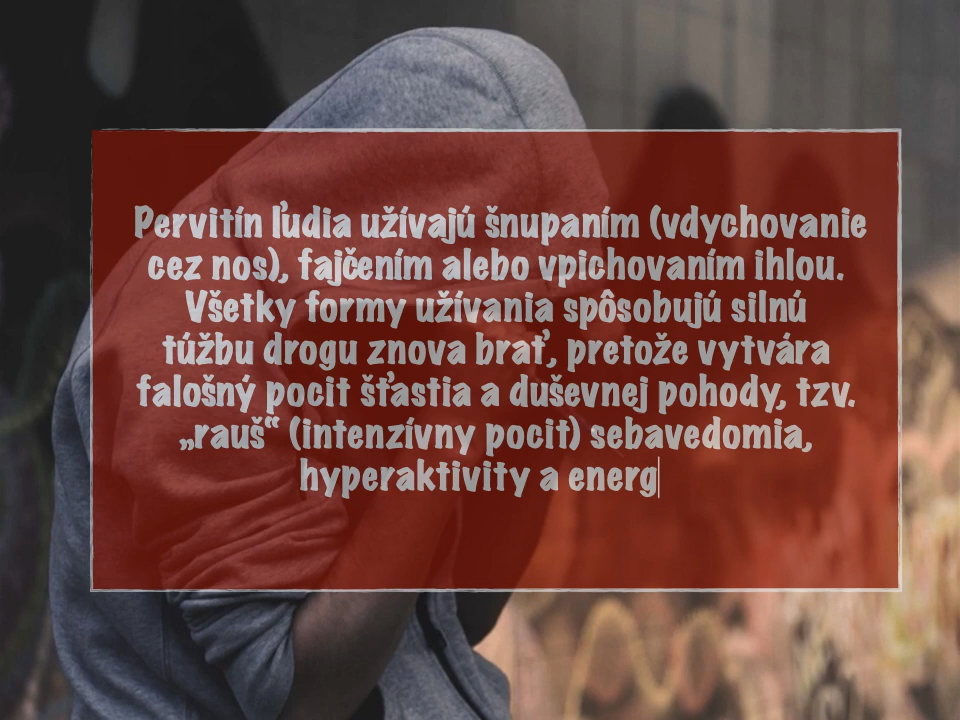 Pervitín ľudia užívajú šnupaním (vdychovanie
cez nos), fajčením alebo vpichovaním ihlou.
Všetky formy užívania spôsobujú silnú
túžbu drogu znova brať, pretože vytvára
falošný pocit šťastia a duševnej pohody, tzv.
„rauš“ (intenzívny pocit) sebavedomia,
hyperaktivity a energ